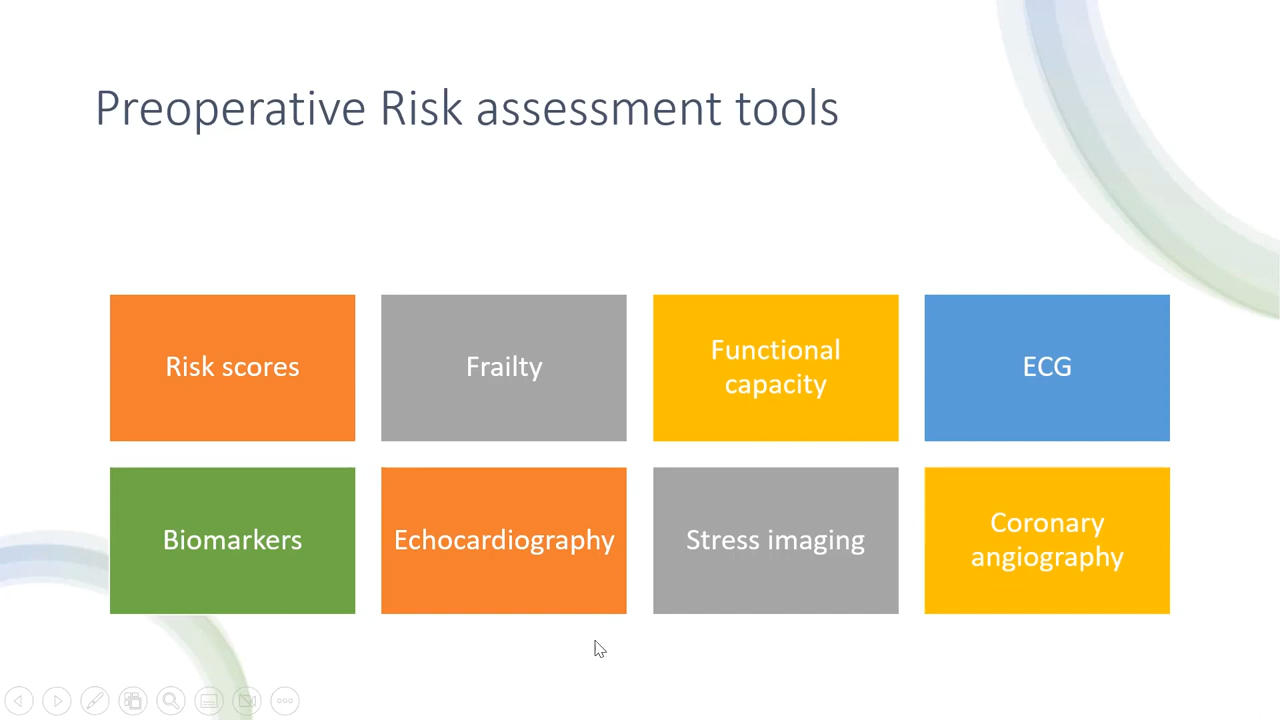 Preoperative Risk assessment tools
Risk scores
Frailty
Functional
capacity
ECG
Biomarkers
Echocardiography
Stress imaging
Coronary
angiography